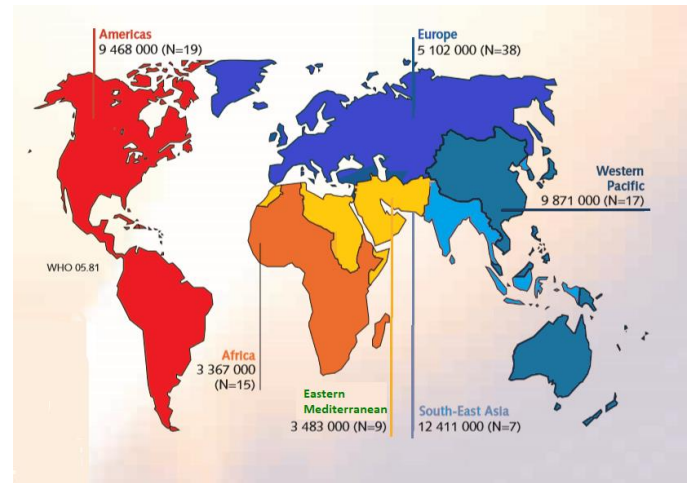 Americas
9 468 000 (N=19)
Europe
5 102 000 (N=38)
Western
Pacific
9 871 000 (N=17)
WHO 05.81
Africa
3 367 000
(N=15)
Eastern
Mediterranean
3 483 000 (N=9)
South-East Asia
12 411 000 (N=7)